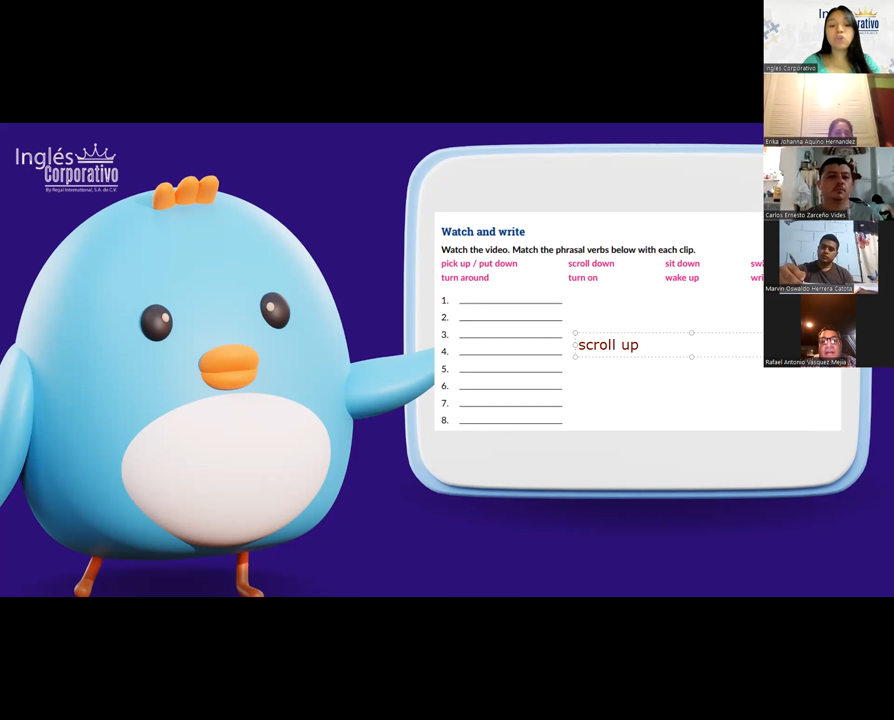 Inglés
Corporativo
By Regal International, S.A. de C.V.
Watch and write
Watch the video. Match the phrasal verbs below with each clip.
pick up / put down scroll down sit down
turn around turn on wake up
1.
2.
3.
4.
5.
6.
7.
8.
scroll up
Inglés Corporativo
Erika Johanna Aquino Hernandez
Carlos Ernesto Zarceño Vides
Marvin Oswaldo Herrera Catota
Rafael Antonio Vasquez Mejia